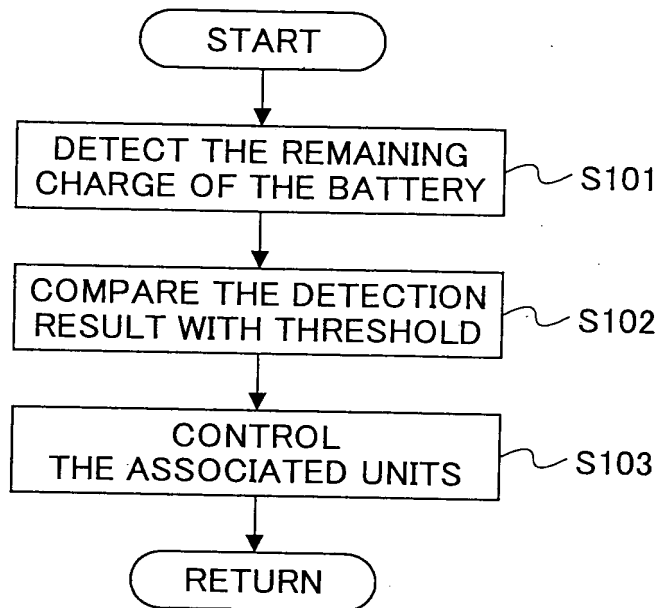 START
DETECT THE REMAINING
CHARGE OF THE BATTERY
S101
COMPARE THE DETECTION
RESULT WITH THRESHOLD
S102
CONTROL
THE ASSOCIATED UNITS
S103
RETURN